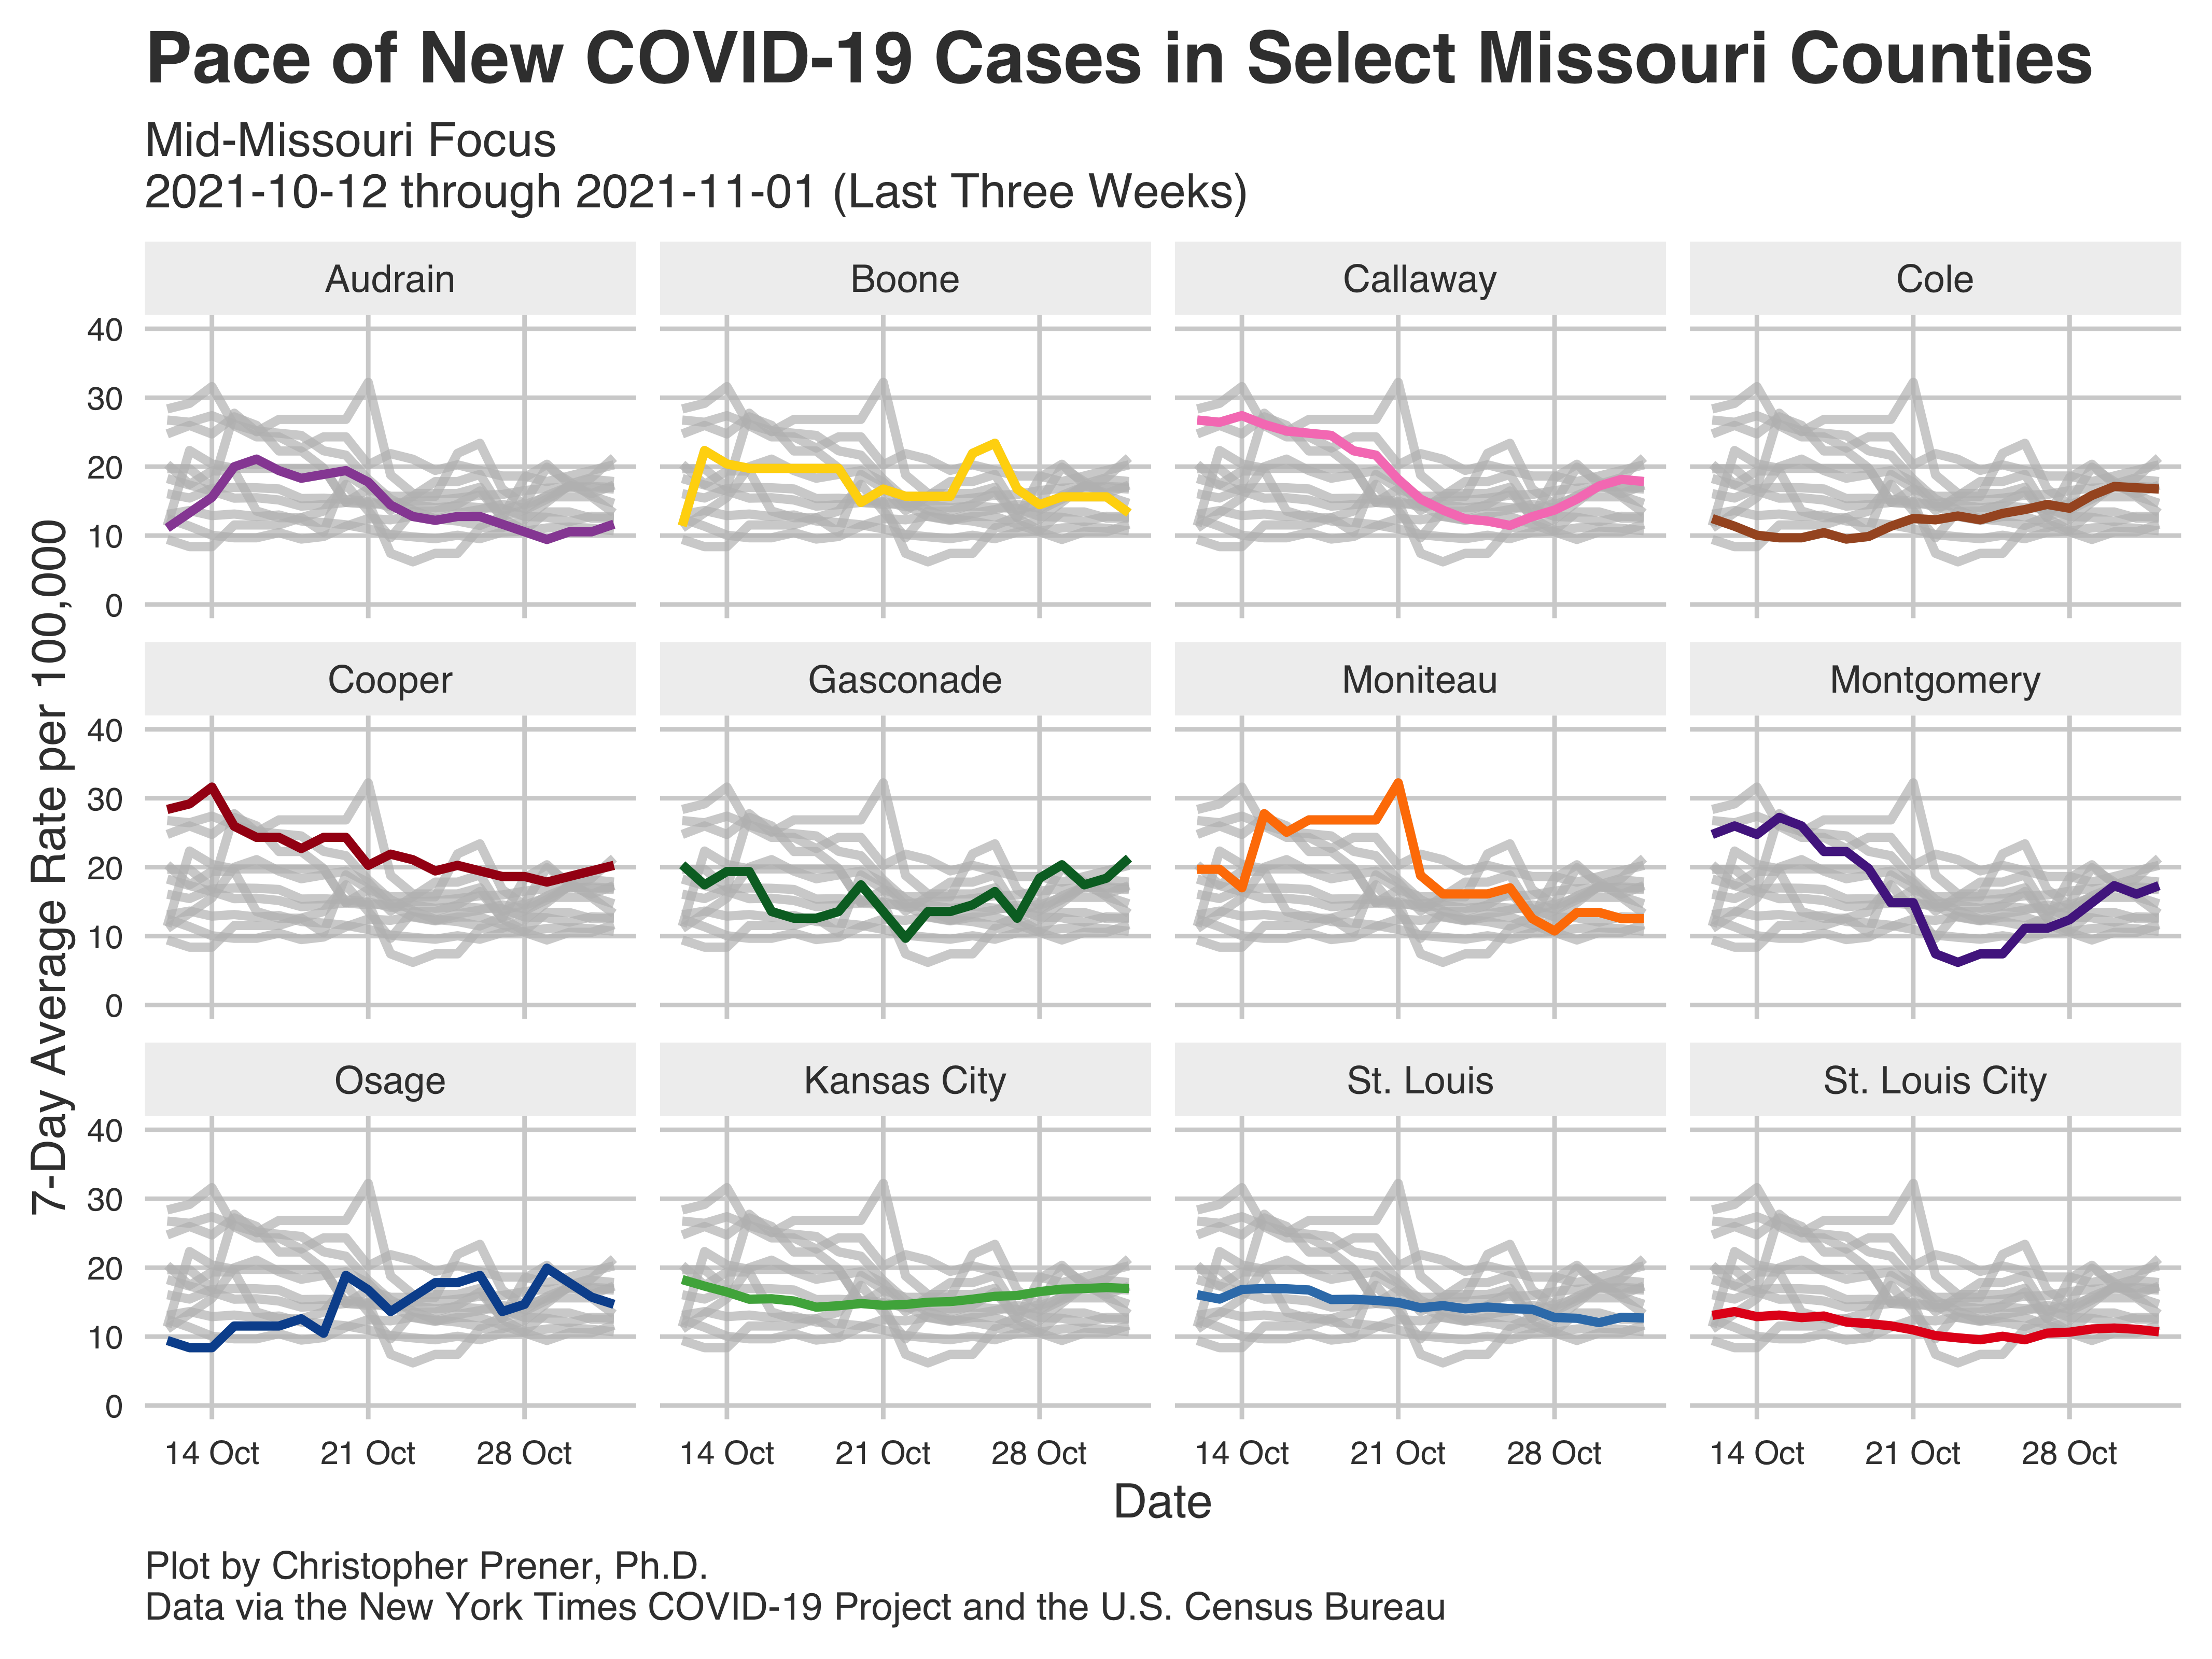 Pace of New COVID-19 Cases in Select Missouri Counties
Mid-Missouri Focus
2021-10-12 through 2021-11-01 (Last Three Weeks)
7-Day Average Rate per 100,000
Audrain
Boone
Callaway
Cole
40
30
20
10
0
Cooper
Gasconade
Moniteau
Montgomery
40
30
20
10
0
Osage
Kansas City
St. Louis
St. Louis City
40
30
20
10
0
14 Oct 21 Oct 28 Oct
14 Oct 21 Oct 28 Oct
14 Oct 21 Oct 28 Oct
14 Oct 21 Oct 28 Oct
Date
Plot by Christopher Prener, Ph.D.
Data via the New York Times COVID-19 Project and the U.S. Census Bureau